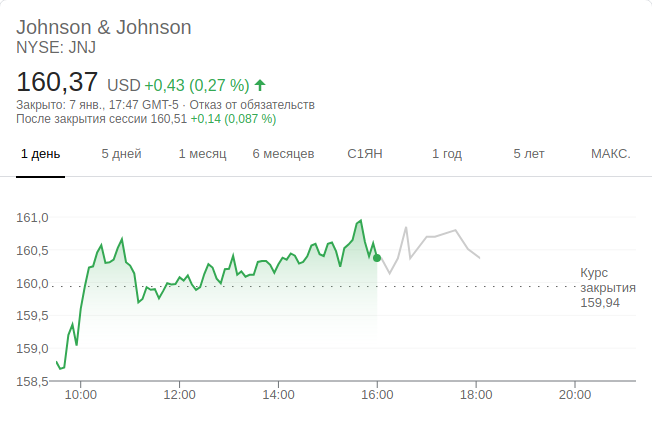 Johnson & Johnson
NYSE: JNJ
160,37 USD +0,43 (0,27 %)
Закрыто: 7 янв., 17:47 GMT-5 · Отказ от обязательств
После закрытия сессии 160,51 +0,14 (0,087 %)
1 день 5 дней 1 месяц 6 месяцев С1ЯН 1 год 5 лет МАКС.
161,0
160,5
160,0
159,5
159,0
158,5
Курс
закрытия
159,94
10:00 12:00 14:00 16:00 18:00 20:00